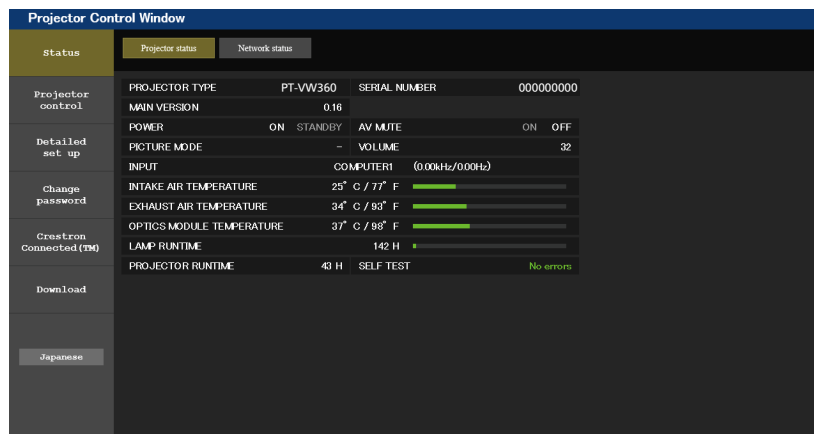 Projector Control Window
Status
Projector control
Detailed set up
Change password
Crestron Connected(TM)
Download
Japanese
Projector status Network status
PROJECTOR TYPE PT-VW360 SERIAL NUMBER 000000000
MAIN VERSION 0.16
POWER ON STANDBY AV MUTE ON OFF
PICTURE MODE - VOLUME 32
INPUT COMPUTER1 (0.00kHz/0.00Hz)
INTAKE AIR TEMPERATURE 25° C / 77° F
EXHAUST AIR TEMPERATURE 34° C / 93° F
OPTICS MODULE TEMPERATURE 37° C / 98° F
LAMP RUNTIME 142 H
PROJECTOR RUNTIME 43 H SELF TEST No errors